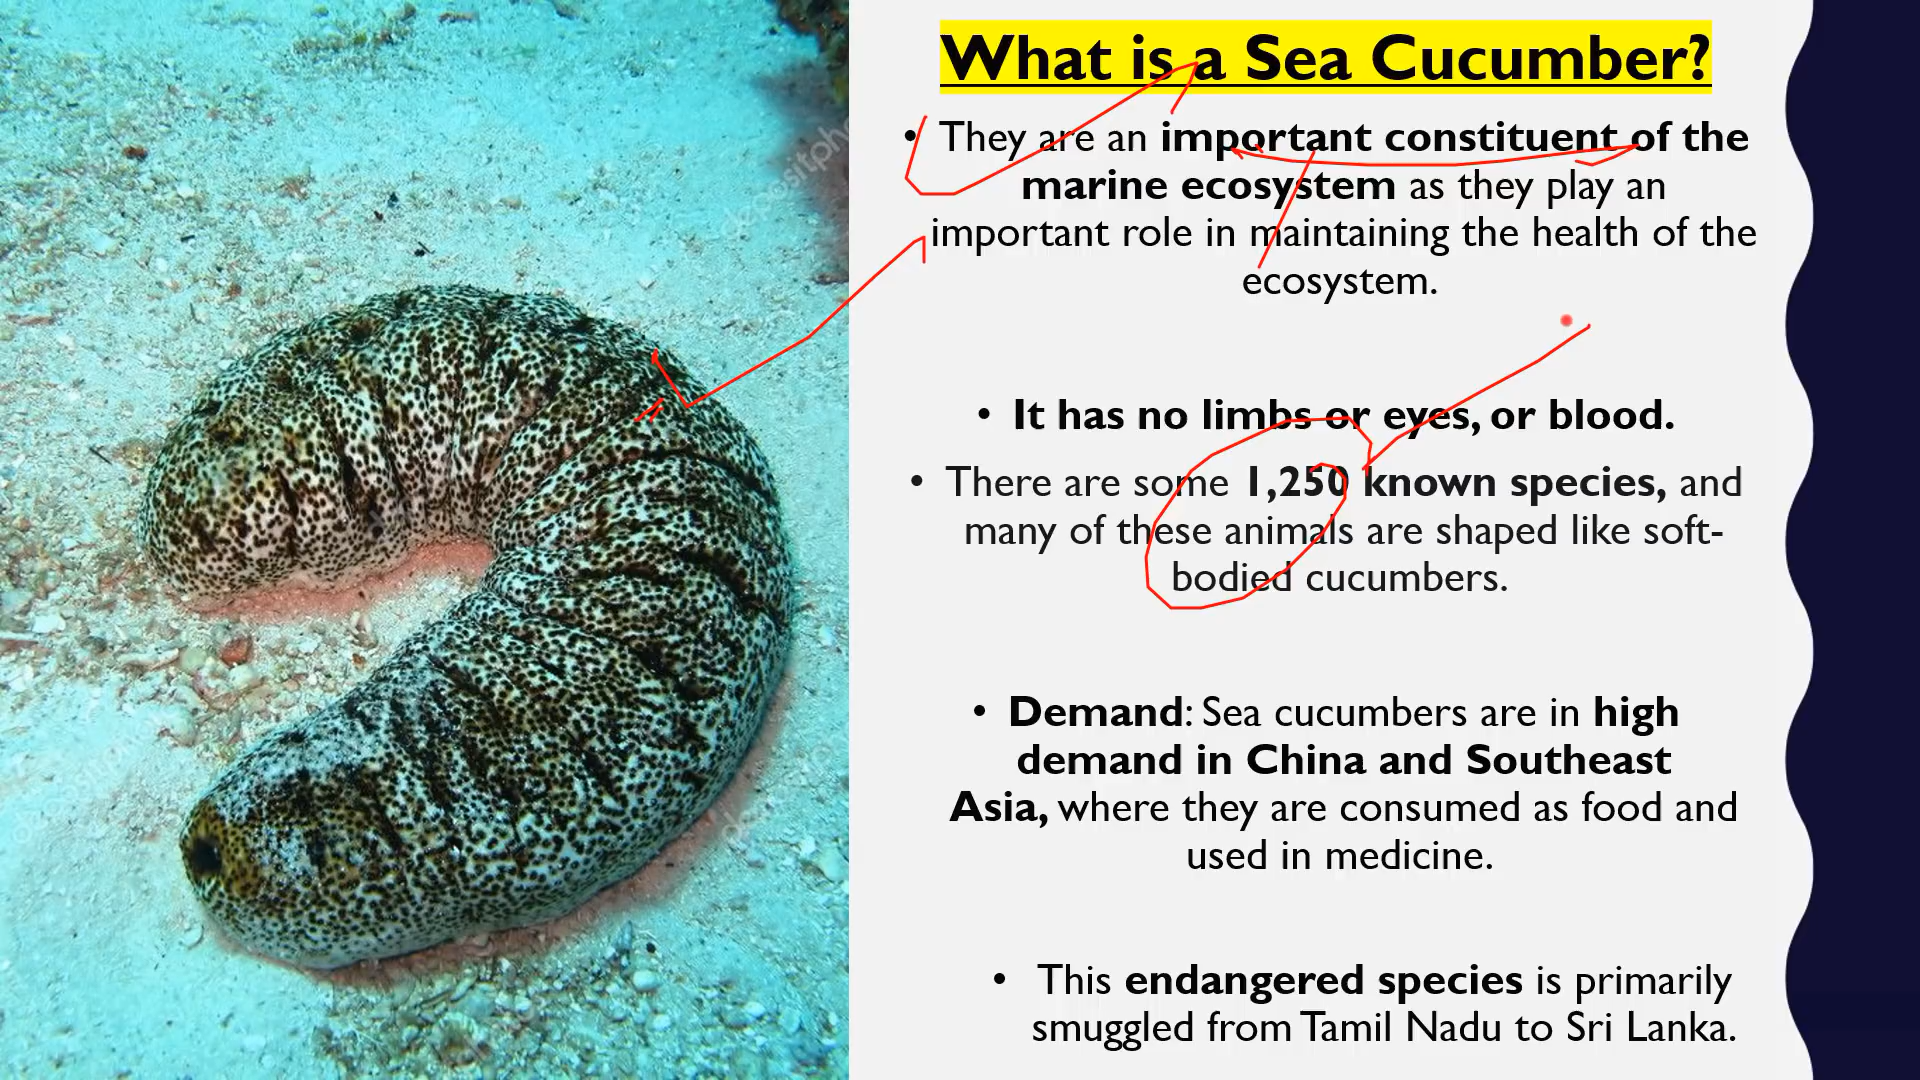 What is a Sea Cucumber?
• They are an important constituent of the
marine ecosystem as they play an
important role in maintaining the health of the
ecosystem.
• It has no limbs or eyes, or blood.
• There are some 1,250 known species, and
many of these animals are shaped like soft-
bodied cucumbers.
• Demand: Sea cucumbers are in high
demand in China and Southeast
Asia, where they are consumed as food and
used in medicine.
• This endangered species is primarily
smuggled from Tamil Nadu to Sri Lanka.